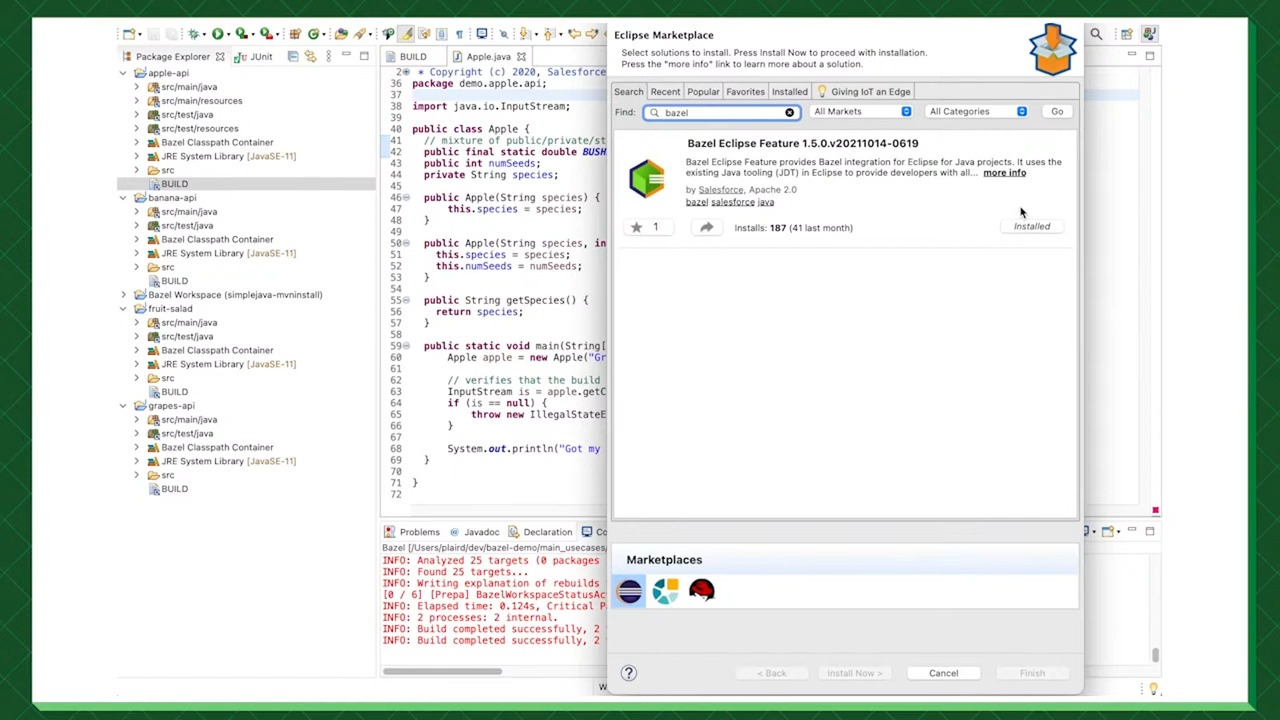 Package Explorer
JUnit
apple-api
src/main/java
src/main/resources
src/test/java
src/test/resources
Bazel Classpath Container
JRE System Library [JavaSE-11]
src
BUILD
banana-api
src/main/java
src/test/java
Bazel Classpath Container
JRE System Library [JavaSE-11]
src
BUILD
Bazel Workspace (simplejava-mvninstall)
fruit-salad
src/main/java
src/test/java
Bazel Classpath Container
JRE System Library [JavaSE-11]
src
BUILD
grapes-api
src/main/java
src/test/java
Bazel Classpath Container
JRE System Library [JavaSE-11]
src
BUILD
BUILD
Apple.java
2 * Copyright (c) 2020, Salesforce
36 package demo.apple.api;
37
38 import java.io.InputStream;
39
40 public class Apple {
41 // mixture of public/private/st
42 public final static double BUSH
43 public int numSeeds;
44 private String species;
45
46 public Apple(String species) {
47 this.species = species;
48 }
49
50 public Apple(String species, in
51 this.species = species;
52 this.numSeeds = numSeeds;
53 }
54
55 public String getSpecies() {
56 return species;
57 }
58
59 public static void main(String[
60 Apple apple = new Apple("Gr
61
62 // verifies that the build
63 InputStream is = apple.getC
64 if (is == null) {
65 throw new IllegalStateE
66 }
67
68 System.out.println("Got my
69 }
70
71 }
72
Problems
@ Javadoc
Declaration
Co
Bazel [/Users/plaird/dev/bazel-demo/main_usecases/
INFO: Analyzed 25 targets (0 packages
INFO: Found 25 targets...
INFO: Writing explanation of rebuilds
[0 / 6] [Prepa] BazelWorkspaceStatusAc
INFO: Elapsed time: 0.124s, Critical P
INFO: 2 processes: 2 internal.
INFO: Build completed successfully, 2
INFO: Build completed successfully, 2
W
Eclipse Marketplace
Select solutions to install. Press Install Now to proceed with installation.
Press the "more info" link to learn more about a solution.
Search
Recent
Popular
Favorites
Installed
Giving IoT an Edge
Find:
bazel
All Markets
All Categories
Go
Bazel Eclipse Feature 1.5.0.v20211014-0619
Bazel Eclipse Feature provides Bazel integration for Eclipse for Java projects. It uses the
existing Java tooling (JDT) in Eclipse to provide developers with all... more info
by Salesforce, Apache 2.0
bazel salesforce java
1
Installs: 187 (41 last month)
Installed
Marketplaces
?
< Back
Install Now >
Cancel
Finish